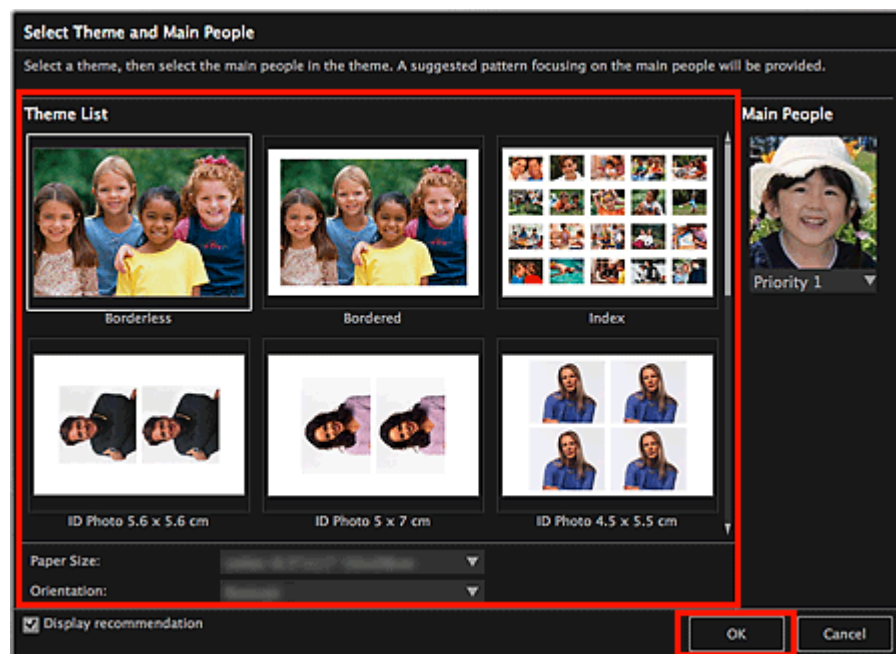 Select Theme and Main People
Select a theme, then select the main people in the theme. A suggested pattern focusing on the main people will be provided.
Theme List
Main People
Borderless
Bordered
Index
Priority 1
ID Photo 5.6 x 5.6 cm
ID Photo 5 x 7 cm
ID Photo 4.5 x 5.5 cm
Paper Size:
Orientation:
Display recommendation
OK
Cancel